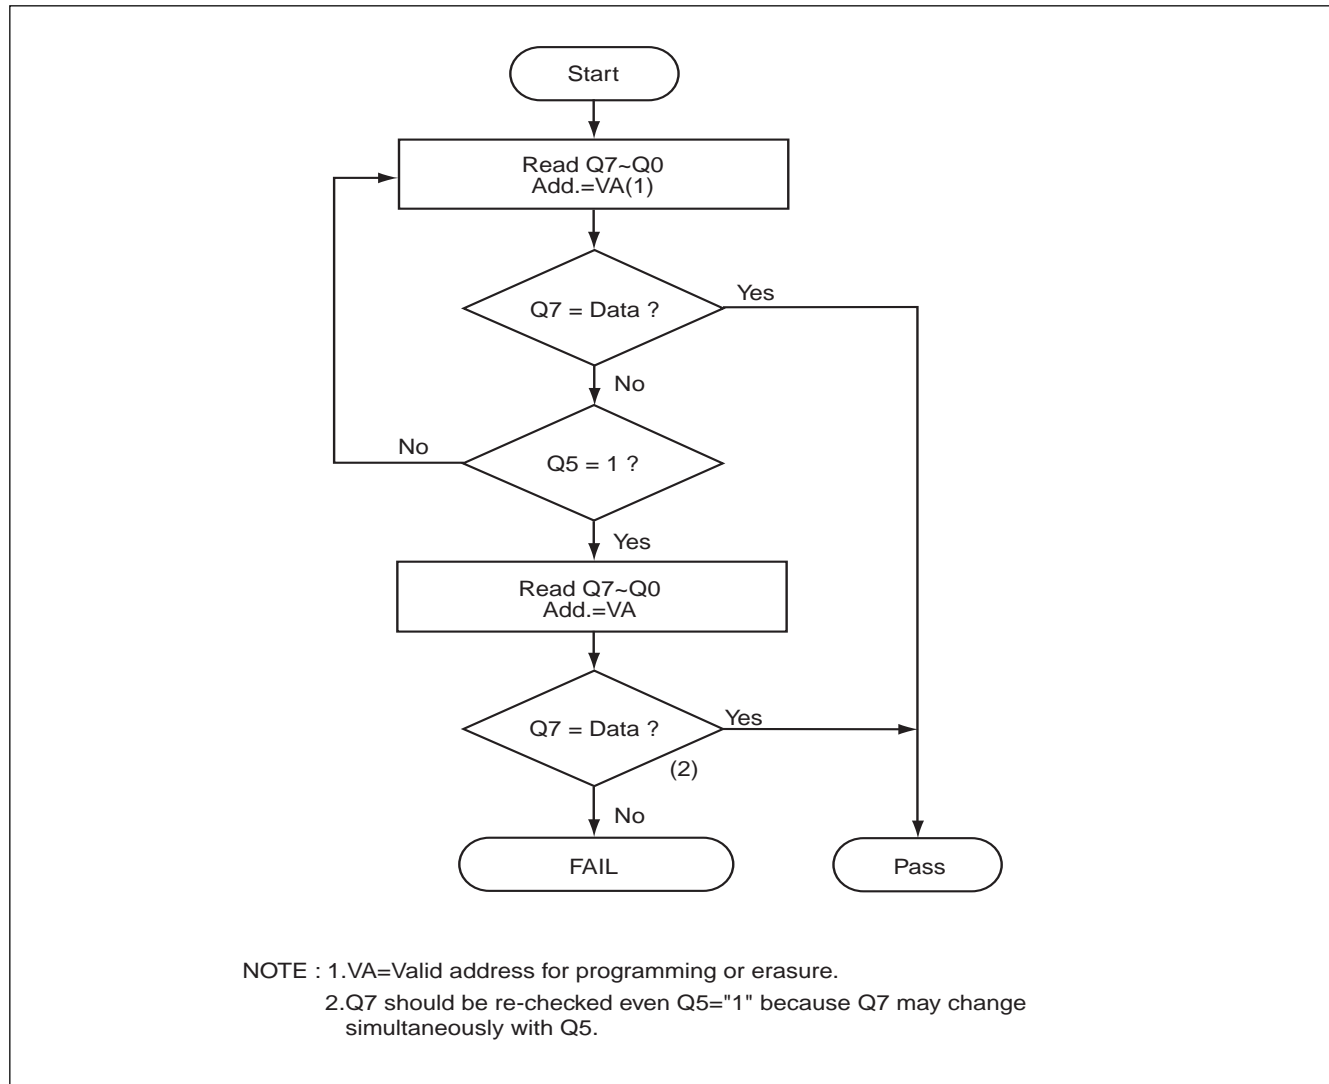 Start
Read Q7~Q0
Add.=VA(1)
Q7 = Data ?
Yes
No
No
Q5 = 1 ?
Yes
Read Q7~Q0
Add.=VA
Q7 = Data ?
Yes
(2)
No
FAIL
Pass
NOTE : 1.VA=Valid address for programming or erasure.
2.Q7 should be re-checked even Q5="1" because Q7 may change
simultaneously with Q5.